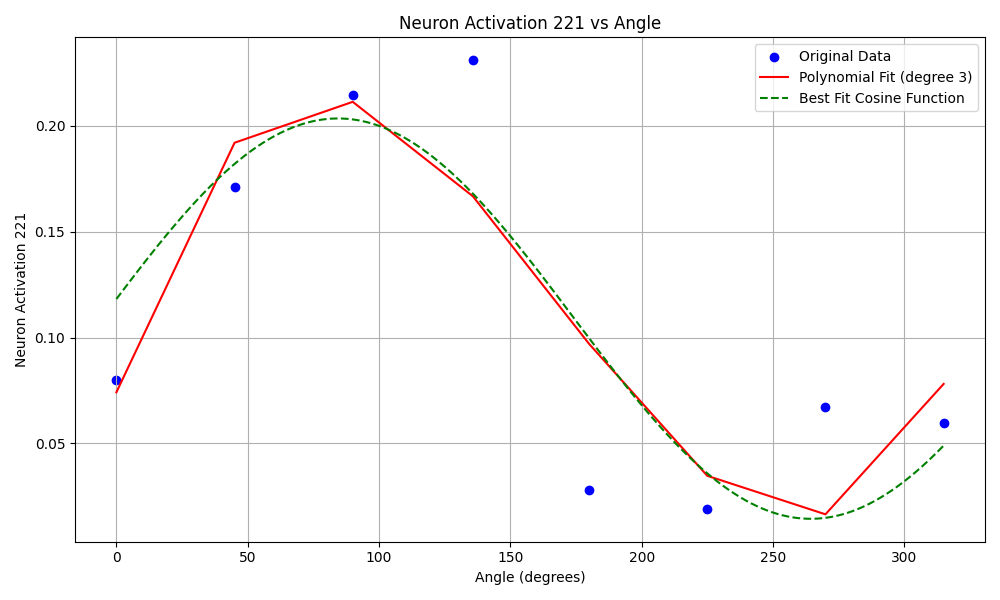 Neuron Activation 221 vs Angle
Original Data
Polynomial Fit (degree 3)
Best Fit Cosine Function
Neuron Activation 221
0.20
0.15
0.10
0.05
0 50 100 150 200 250 300
Angle (degrees)